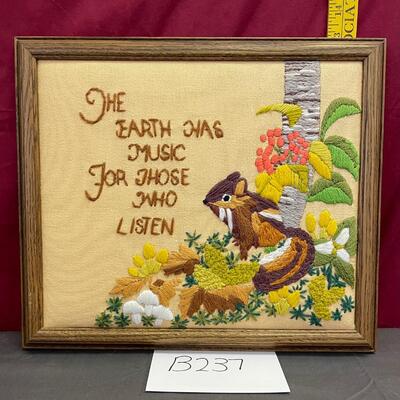 THE
EARTH HAS
MUSIC
FOR THOSE
WHO
LISTEN
B237